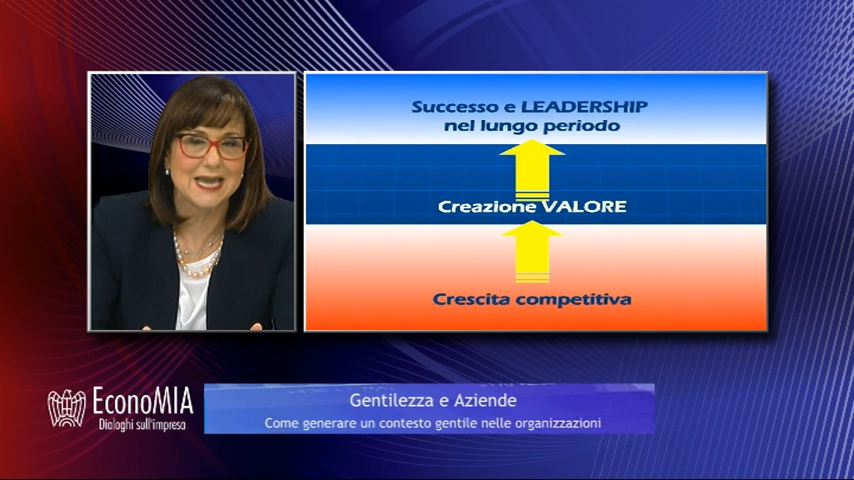 Successo e LEADERSHIP
nel lungo periodo
Creazione VALORE
Crescita competitiva
EconoMIA
Dialoghi sull'impresa
Gentilezza e Aziende
Come generare un contesto gentile nelle organizzazioni